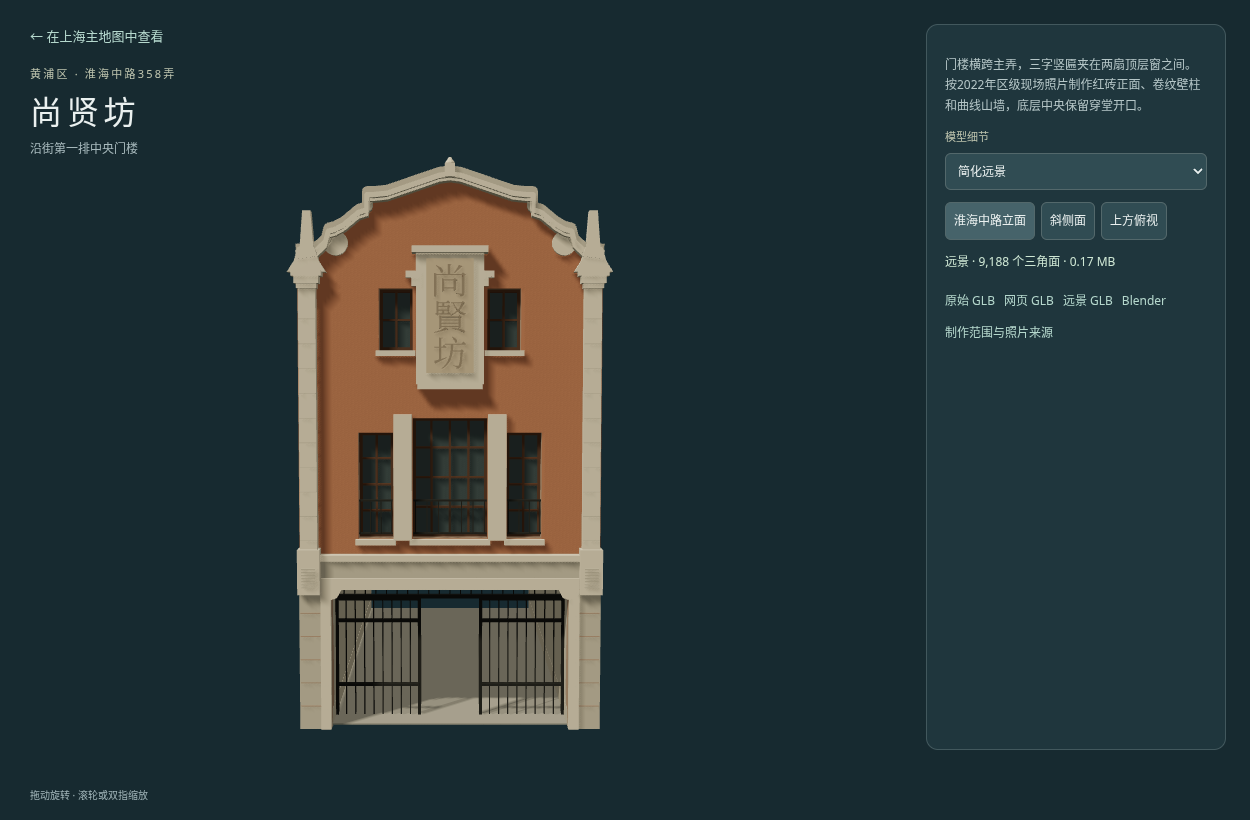 ← 在上海主地图中查看
黄浦区 · 淮海中路358弄
尚贤坊
沿街第一排中央门楼
尚
賢
坊
门楼横跨主弄，三字竖匾夹在两扇顶层窗之间。
按2022年区级现场照片制作红砖正面、卷纹壁柱
和曲线山墙，底层中央保留穿堂开口。
模型细节
简化远景
淮海中路立面 斜侧面 上方俯视
远景 · 9,188 个三角面 · 0.17 MB
原始 GLB 网页 GLB 远景 GLB Blender
制作范围与照片来源
拖动旋转 · 滚轮或双指缩放